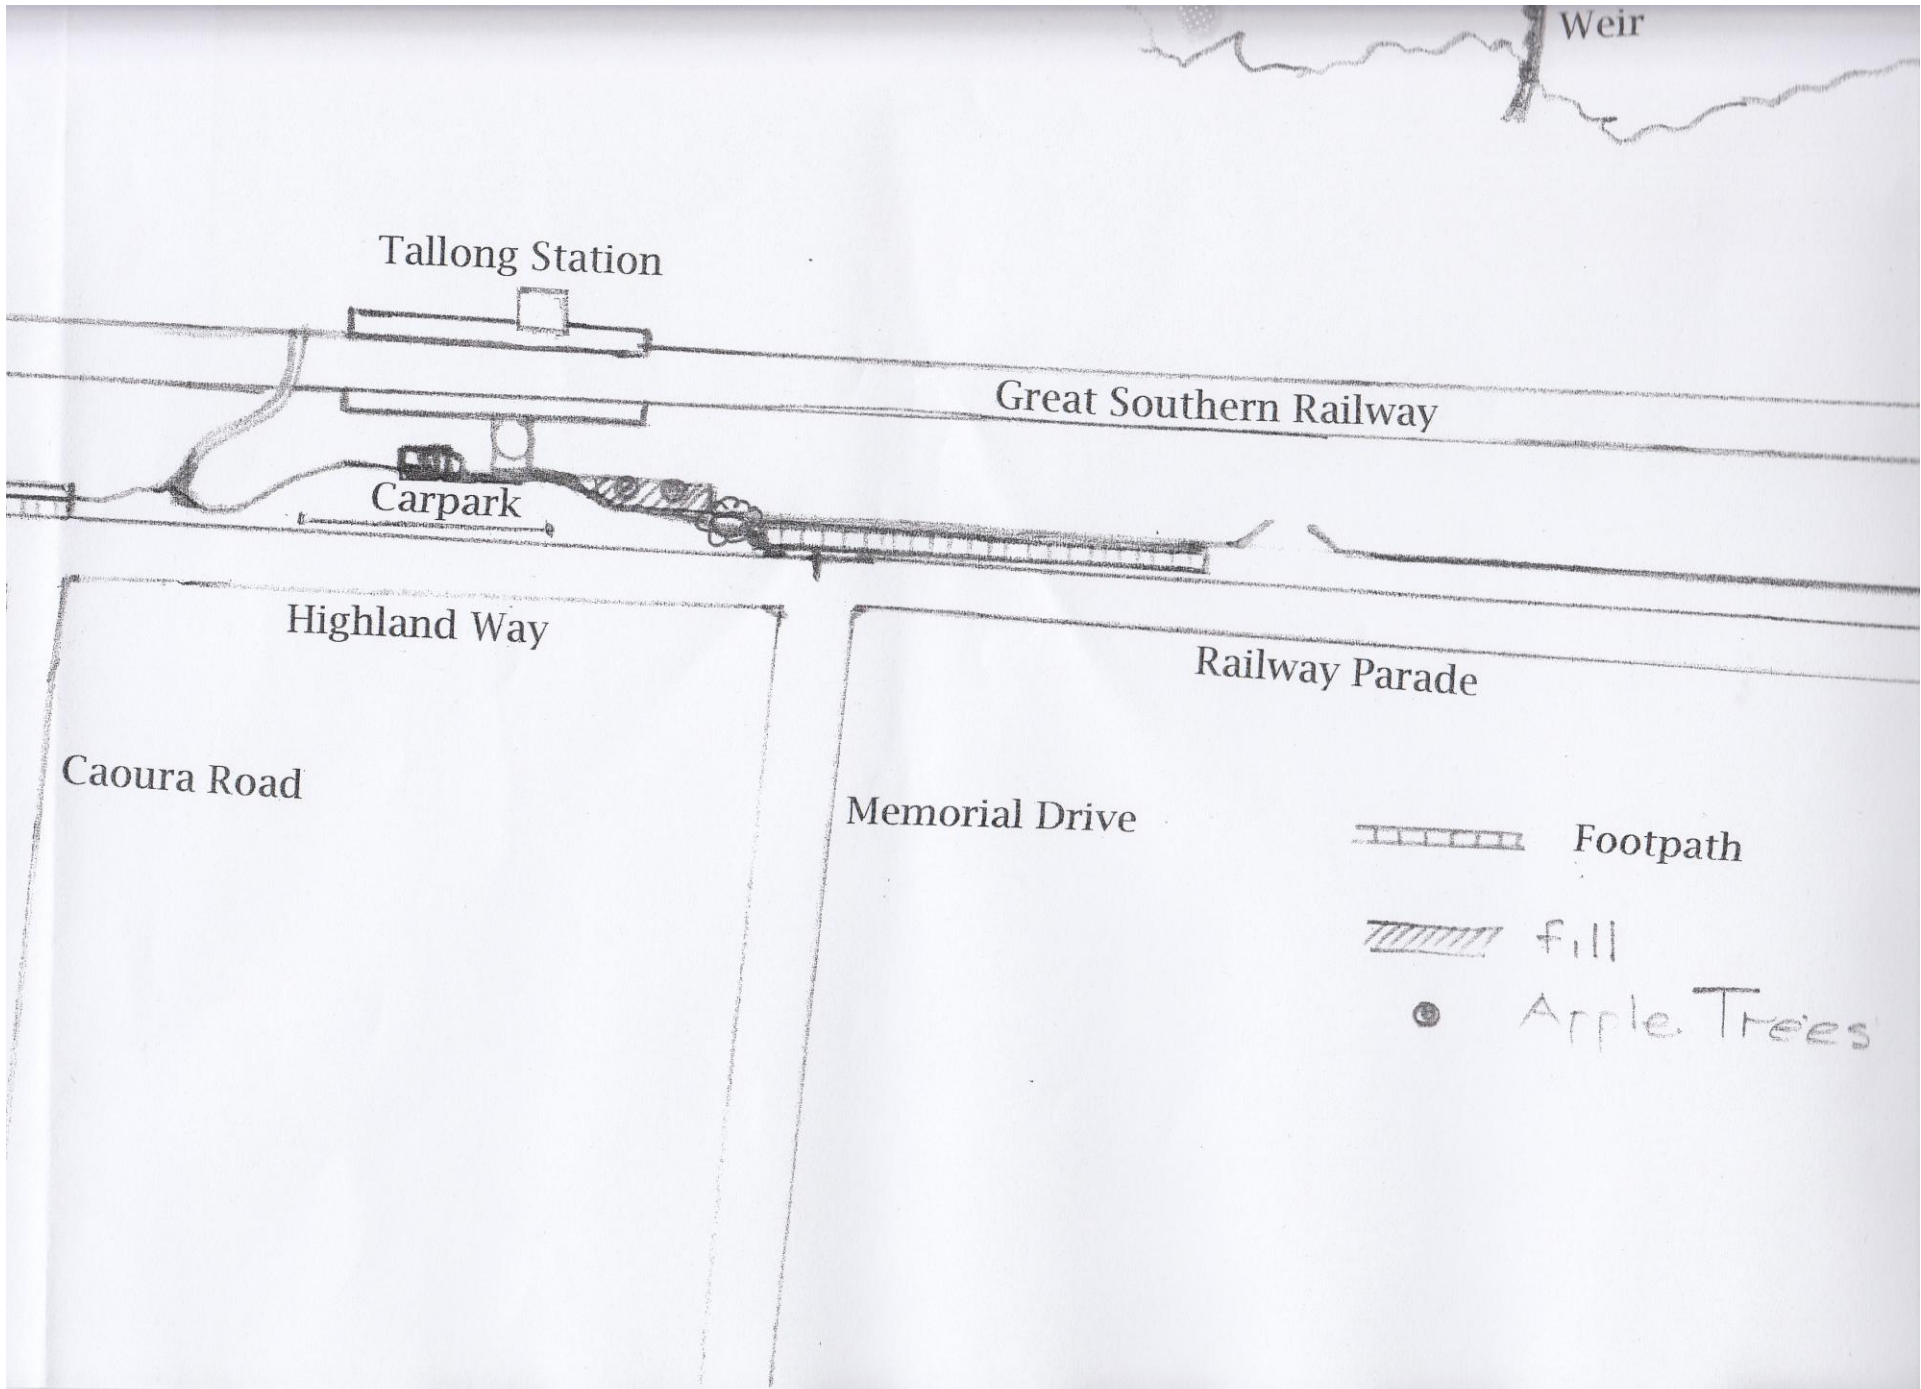 Weir
Tallong Station
Great Southern Railway
Carpark
Highland Way
Railway Parade
Caoura Road
Memorial Drive
Footpath
fill
Apple Trees